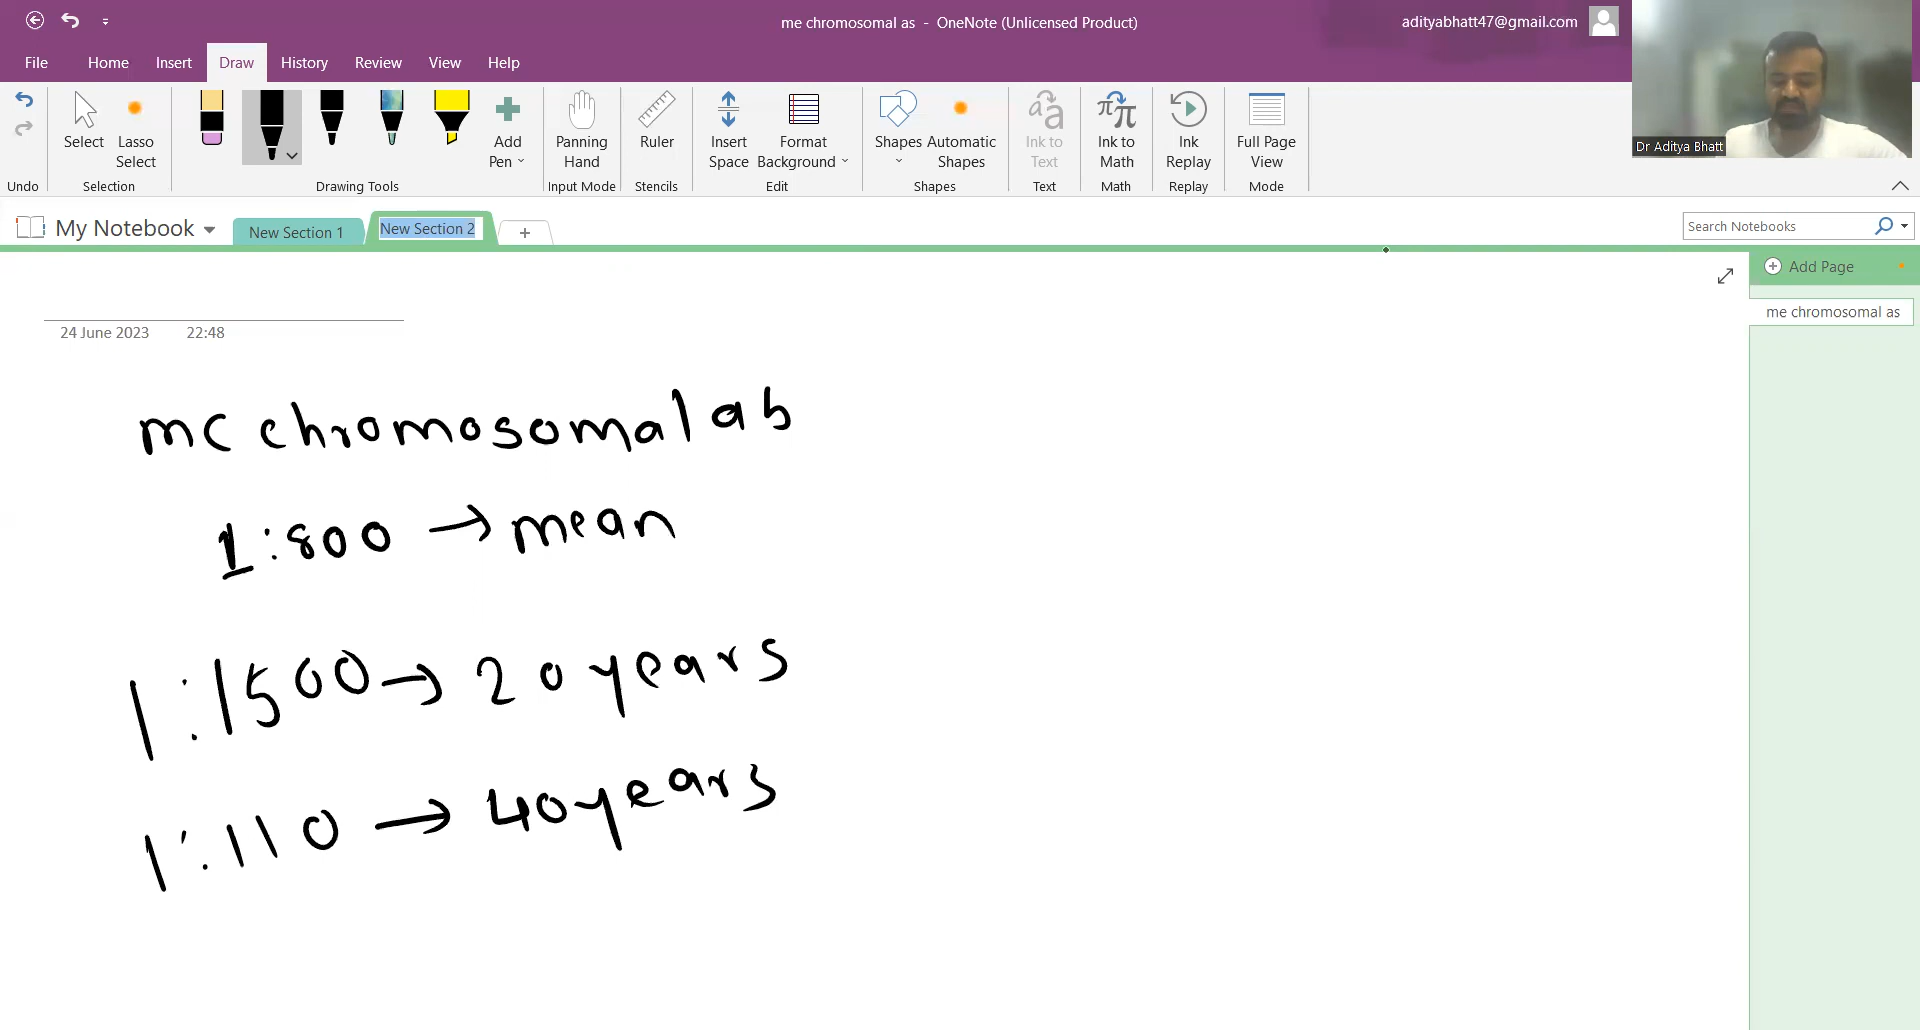 me chromosomal as - OneNote (Unlicensed Product)
adityabhatt47@gmail.com
File Home Insert Draw History Review View Help
Select
Lasso Select
Add Pen
Panning Hand
Ruler
Insert Space
Format Background
Shapes
Automatic Shapes
Ink to Text
Ink to Math
Ink Replay
Full Page View
Undo Selection Drawing Tools Input Mode Stencils Edit Shapes Text Math Replay Mode
Dr Aditya Bhatt
My Notebook New Section 1 New Section 2 +
Search Notebooks
Add Page
me chromosomal as
24 June 2023 22:48
mc chromosomal ab
1:800 → mean
1:1500 → 20 years
1:110 → 40 years